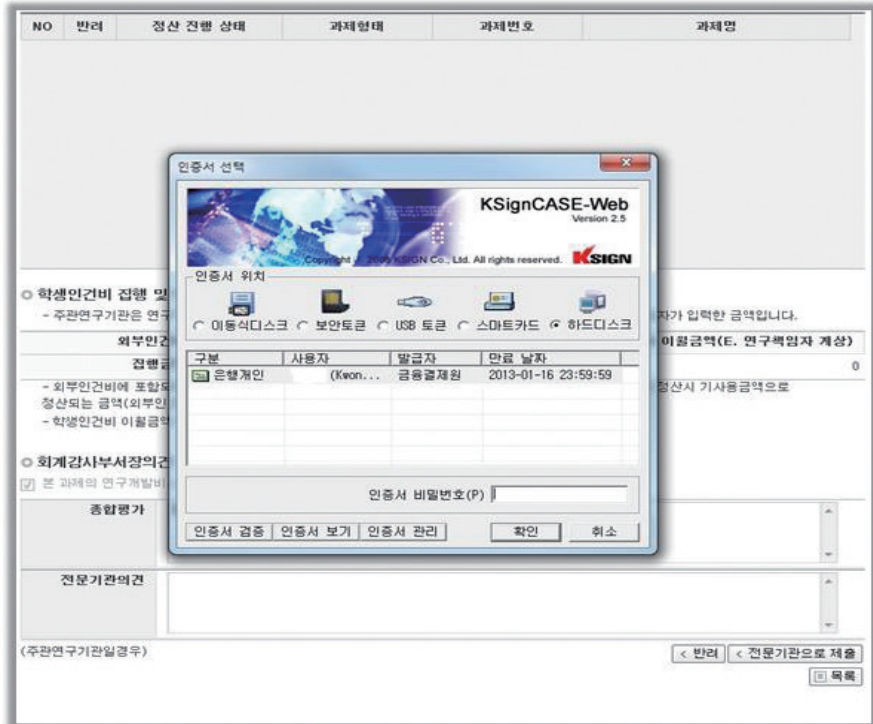 NO 반려 정산 진행 상태 과제형태 과제번호 과제명
인증서 선택
KSignCASE-Web
Version 2.5
Copyright 2006 KSIGN Co., Ltd. All rights reserved. KSIGN
인증서 위치
이동식디스크 보안토큰 USB 토큰 스마트카드 하드디스크
구분 사용자 발급자 만료 날짜
은행개인 (Kwon... 금융결제원 2013-01-16 23:59:59
인증서 비밀번호(P)
인증서 검증 인증서 보기 인증서 관리 확인 취소
학생인건비 집행 및
- 주관연구기관은 연구 자가 입력한 금액입니다.
외부인건 이월금액(E. 연구책임자 계상)
집행금 0
- 외부인건비에 포함되 정산시 기사용금액으로
정산되는 금액(외부인
- 학생인건비 이월금액
회계감사부서장의견
본 과제의 연구개발비
종합평가
전문기관의견
(주관연구기관일경우) < 반려 < 전문기관으로 제출
목록